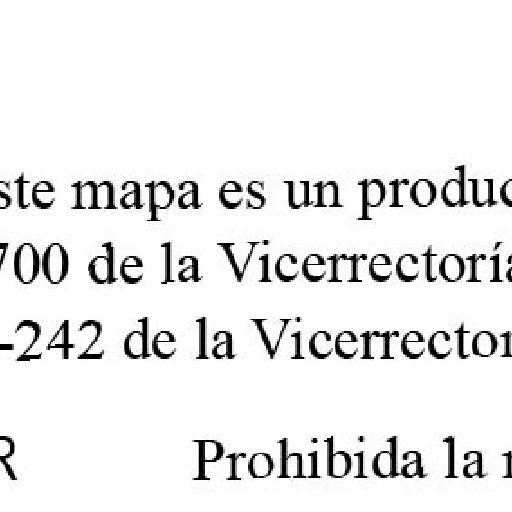 ste mapa es un produc
700 de la Vicerrectoría
-242 de la Vicerrector
R Prohibida la r